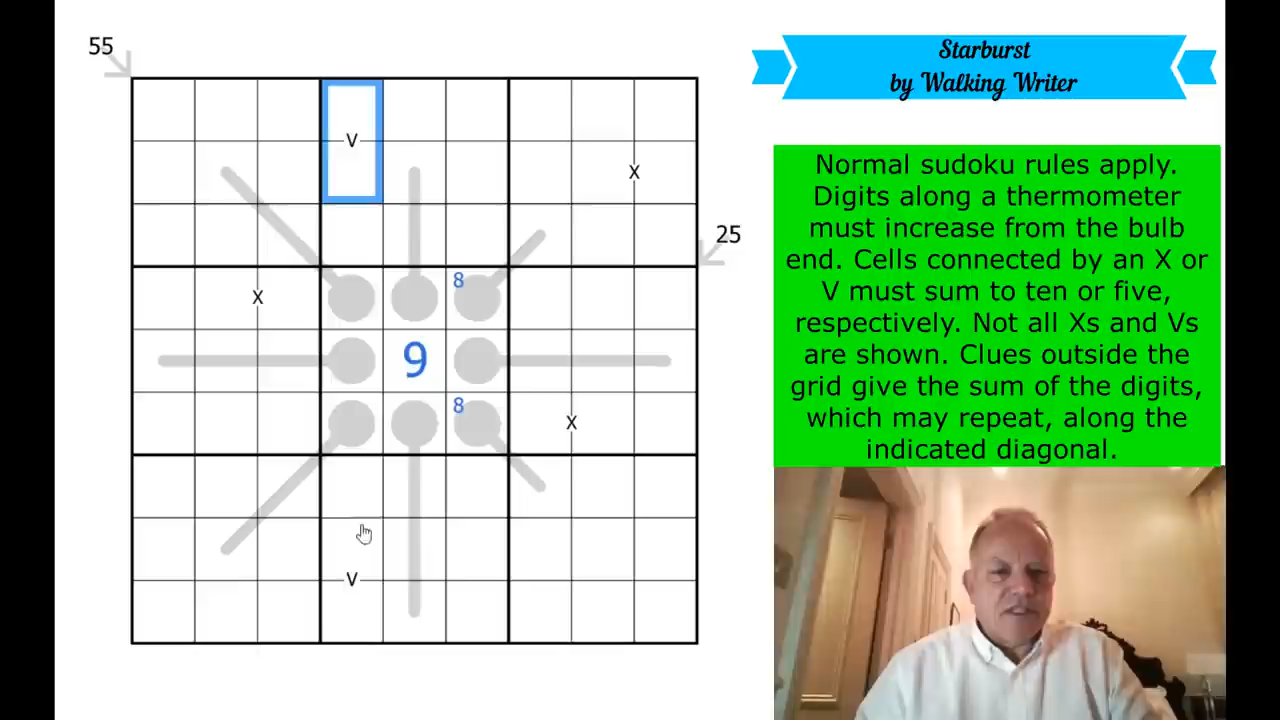 55
Starburst
by Walking Writer
V
Normal sudoku rules apply.
Digits along a thermometer
must increase from the bulb
end. Cells connected by an X or
V must sum to ten or five,
respectively. Not all Xs and Vs
are shown. Clues outside the
grid give the sum of the digits,
which may repeat, along the
indicated diagonal.
X
25
8
X
9
8
X
V